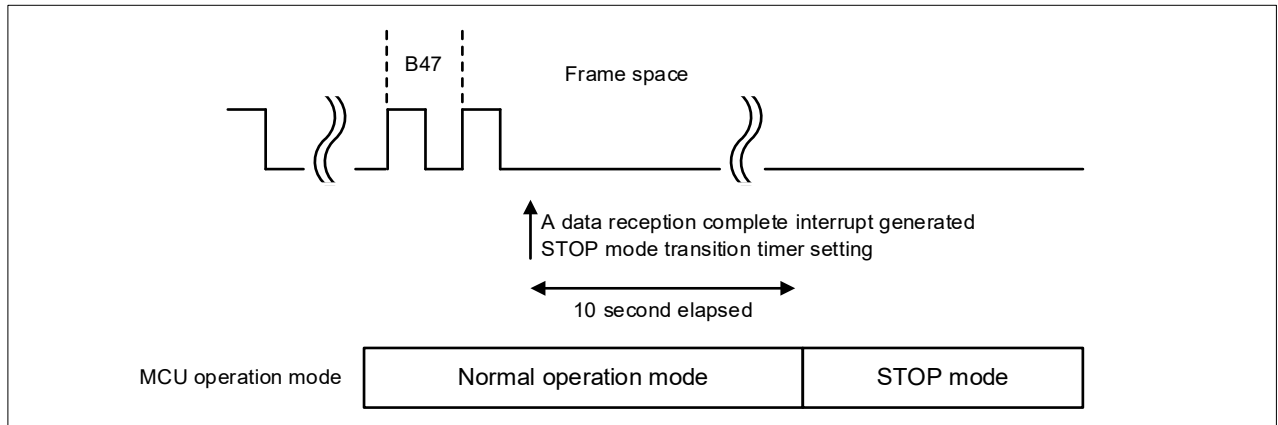 B47
Frame space
A data reception complete interrupt generated
STOP mode transition timer setting
10 second elapsed
MCU operation mode
Normal operation mode
STOP mode